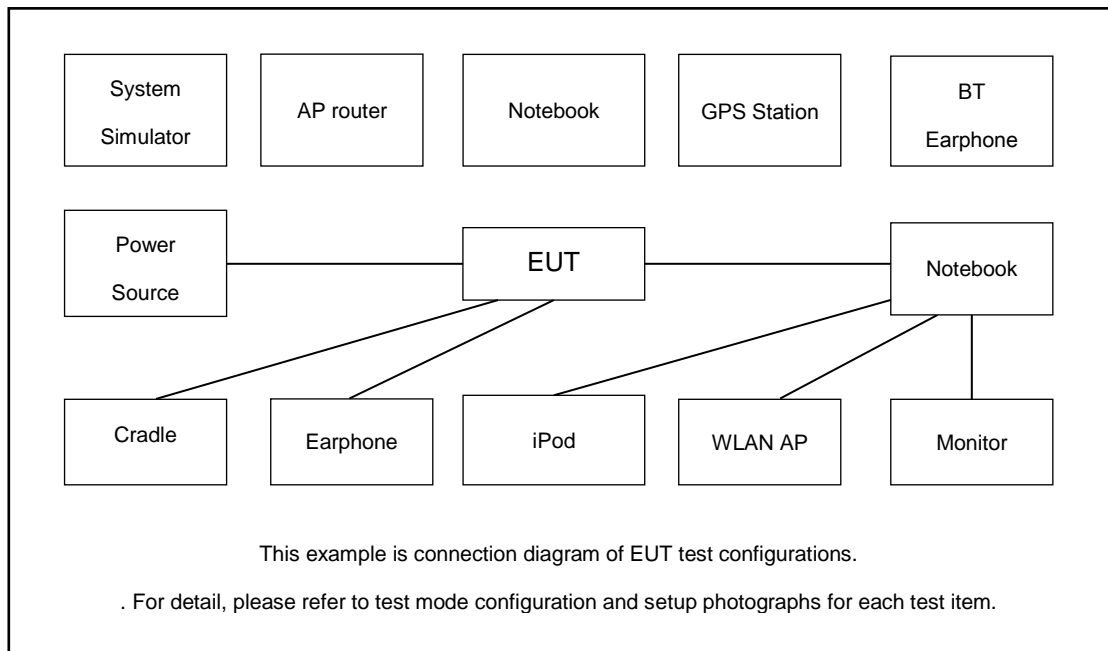 System
Simulator
AP router
Notebook
GPS Station
BT
Earphone
Power
Source
EUT
Notebook
Cradle
Earphone
iPod
WLAN AP
Monitor
This example is connection diagram of EUT test configurations.
. For detail, please refer to test mode configuration and setup photographs for each test item.